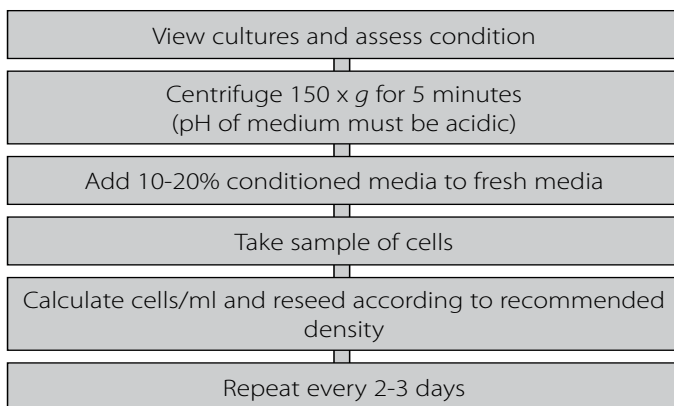 View cultures and assess condition
Centrifuge 150 x g for 5 minutes
(pH of medium must be acidic)
Add 10-20% conditioned media to fresh media
Take sample of cells
Calculate cells/ml and reseed according to recommended
density
Repeat every 2-3 days